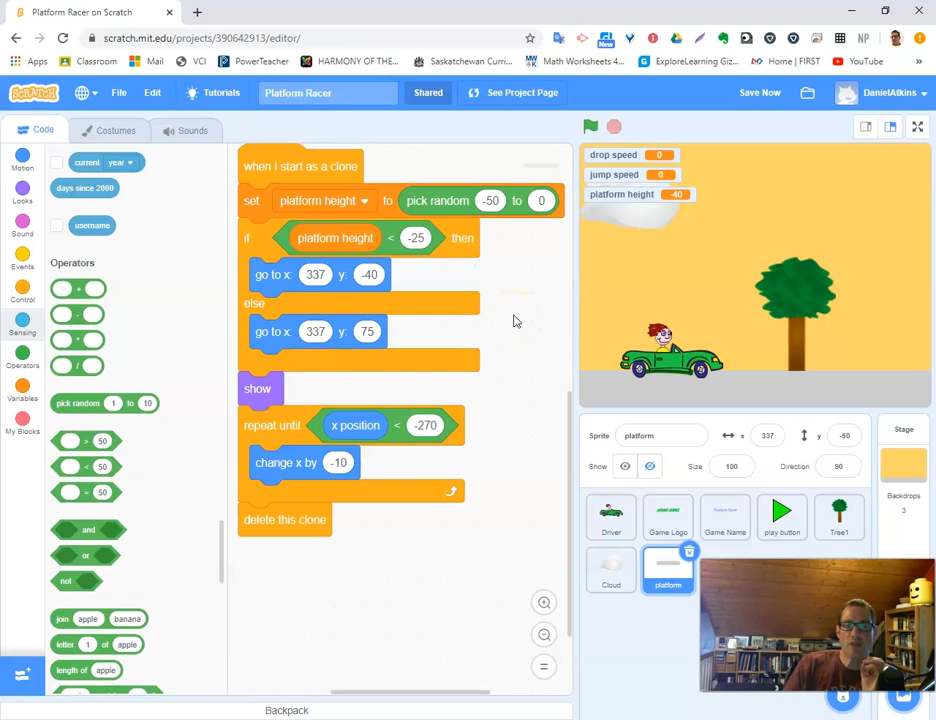 Platform Racer on Scratch
scratch.mit.edu/projects/390642913/editor/
New
NP
Apps
Classroom
Mail
VCI
PowerTeacher
HARMONY OF THE...
Saskatchewan Curri...
Math Worksheets 4...
ExploreLearning Giz...
Home | FIRST
YouTube
SCRATCH
File
Edit
Tutorials
Platform Racer
Shared
See Project Page
Save Now
DanielAtkins
Code
Costumes
Sounds
Motion
Looks
Sound
Events
Control
Sensing
Operators
Variables
My Blocks
current year
days since 2000
username
Operators
+
-
*
/
pick random 1 to 10
> 50
< 50
= 50
and
or
not
join apple banana
letter 1 of apple
length of apple
when I start as a clone
set platform height to pick random -50 to 0
if platform height < -25 then
go to x: 337 y: -40
else
go to x: 337 y: 75
show
repeat until x position < -270
change x by -10
delete this clone
Backpack
drop speed 0
jump speed 0
platform height -40
Sprite platform x 337 y -50
Show Size 100 Direction 90
Driver
Game Logo
Game Name
play button
Tree1
Cloud
platform
Stage
Backdrops
3